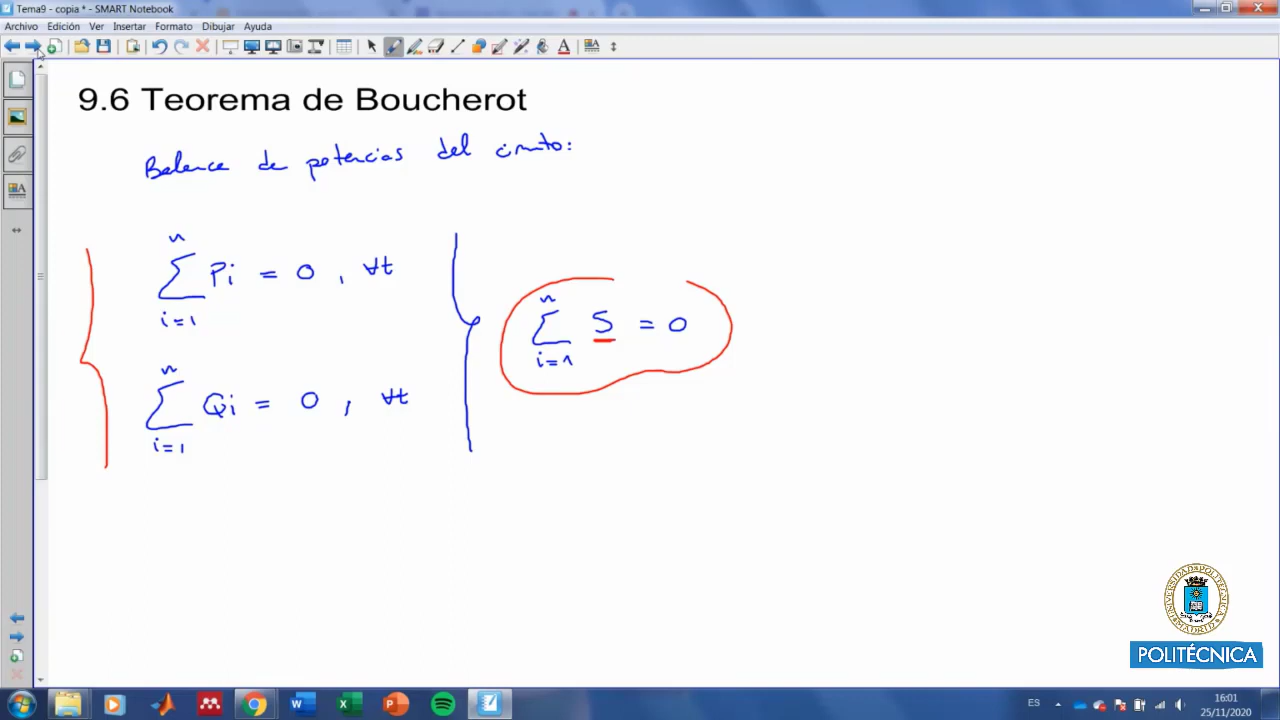 Tema9 - copia * - SMART Notebook
Archivo Edición Ver Insertar Formato Dibujar Ayuda
9.6 Teorema de Boucherot
Balance de potencias del circuito:
n
∑ Pi = 0 , ∀t
i=1
n
∑ S = 0
i=1
n
∑ Qi = 0 , ∀t
i=1
POLITÉCNICA
ES
16:01
25/11/2020